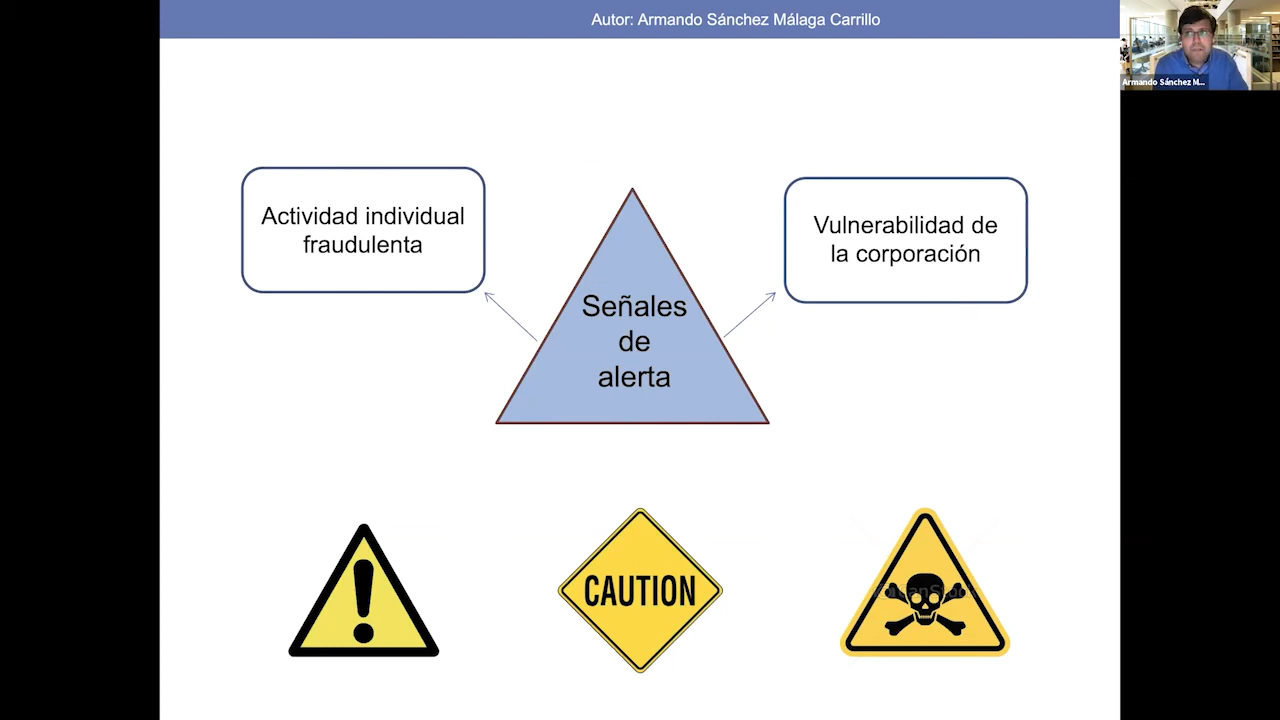 Autor: Armando Sánchez Málaga Carrillo
Armando Sánchez M...
Actividad individual
fraudulenta
Vulnerabilidad de
la corporación
Señales
de
alerta
CAUTION